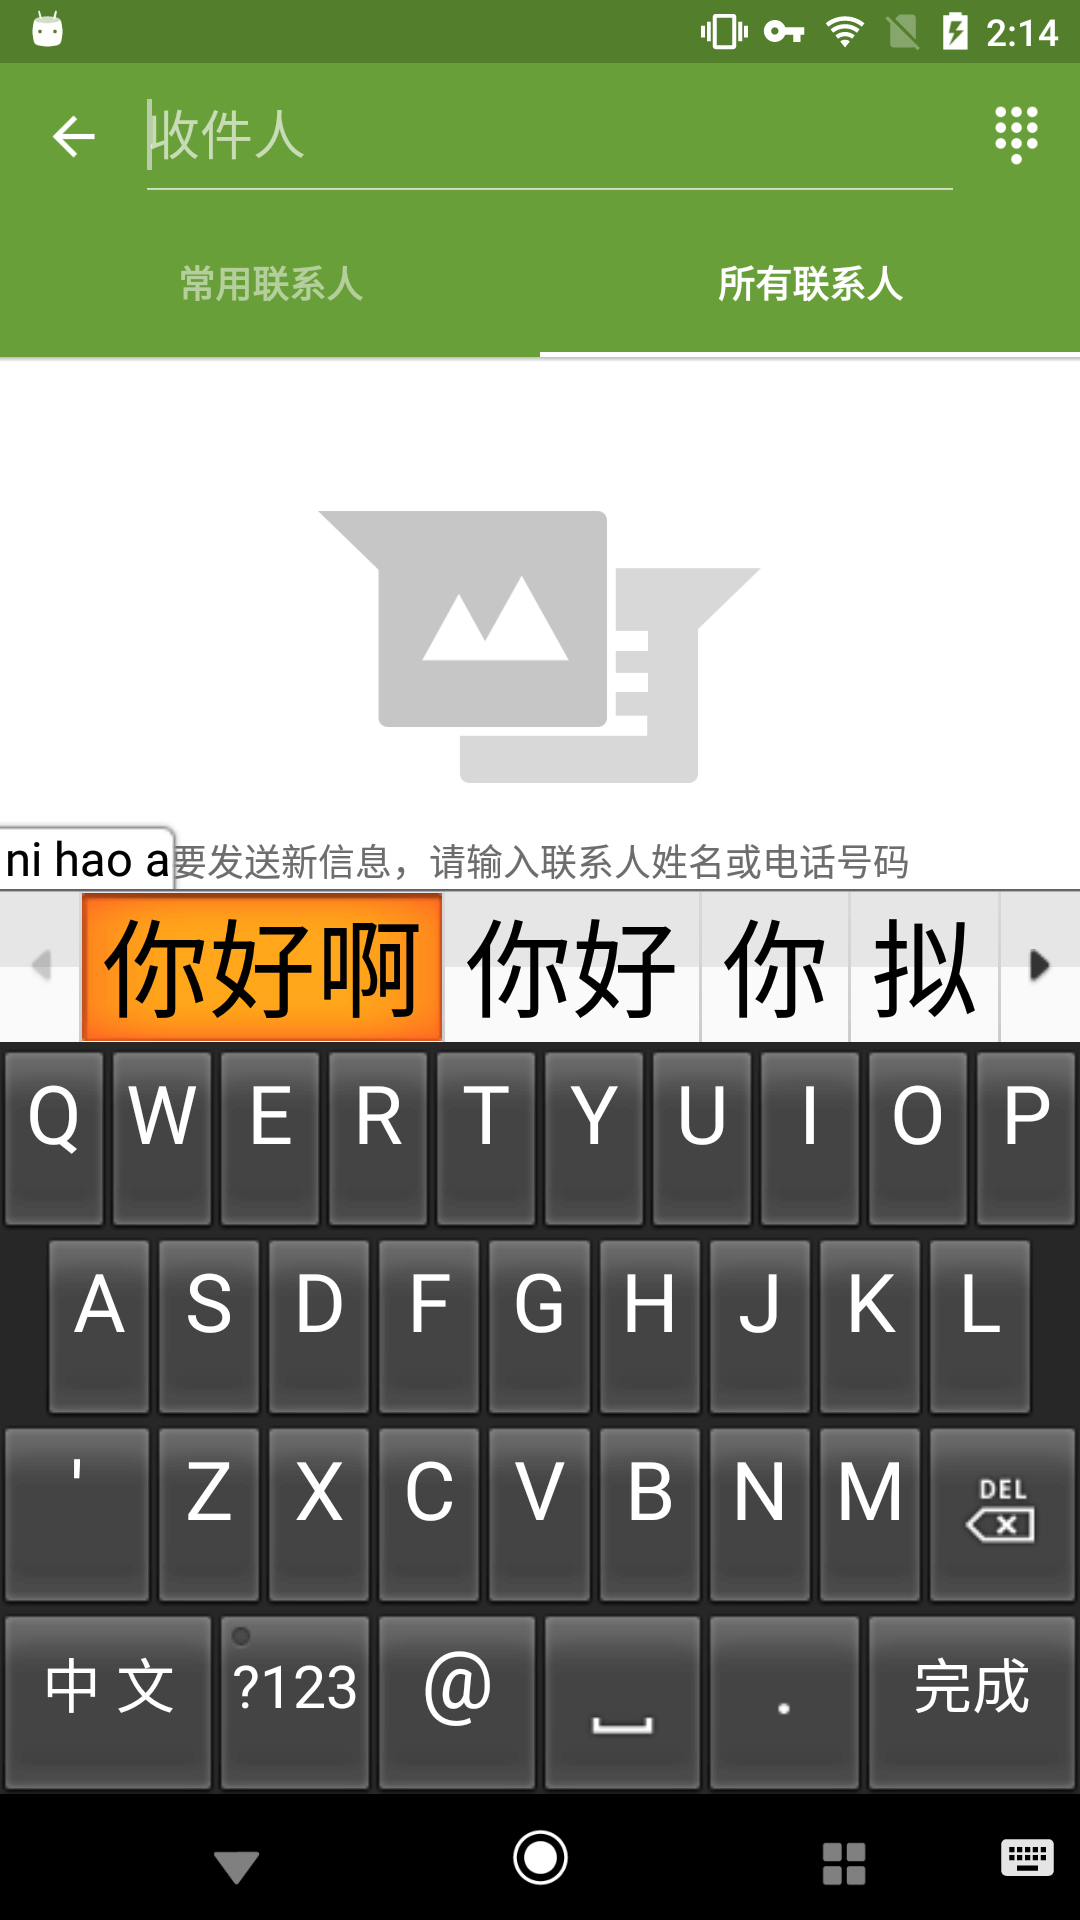 2:14
收件人
常用联系人
所有联系人
ni hao a
要发送新信息，请输入联系人姓名或电话号码
你好啊 你好 你 拟
Q W E R T Y U I O P
A S D F G H J K L
' Z X C V B N M DEL
中文 ?123 @ . 完成